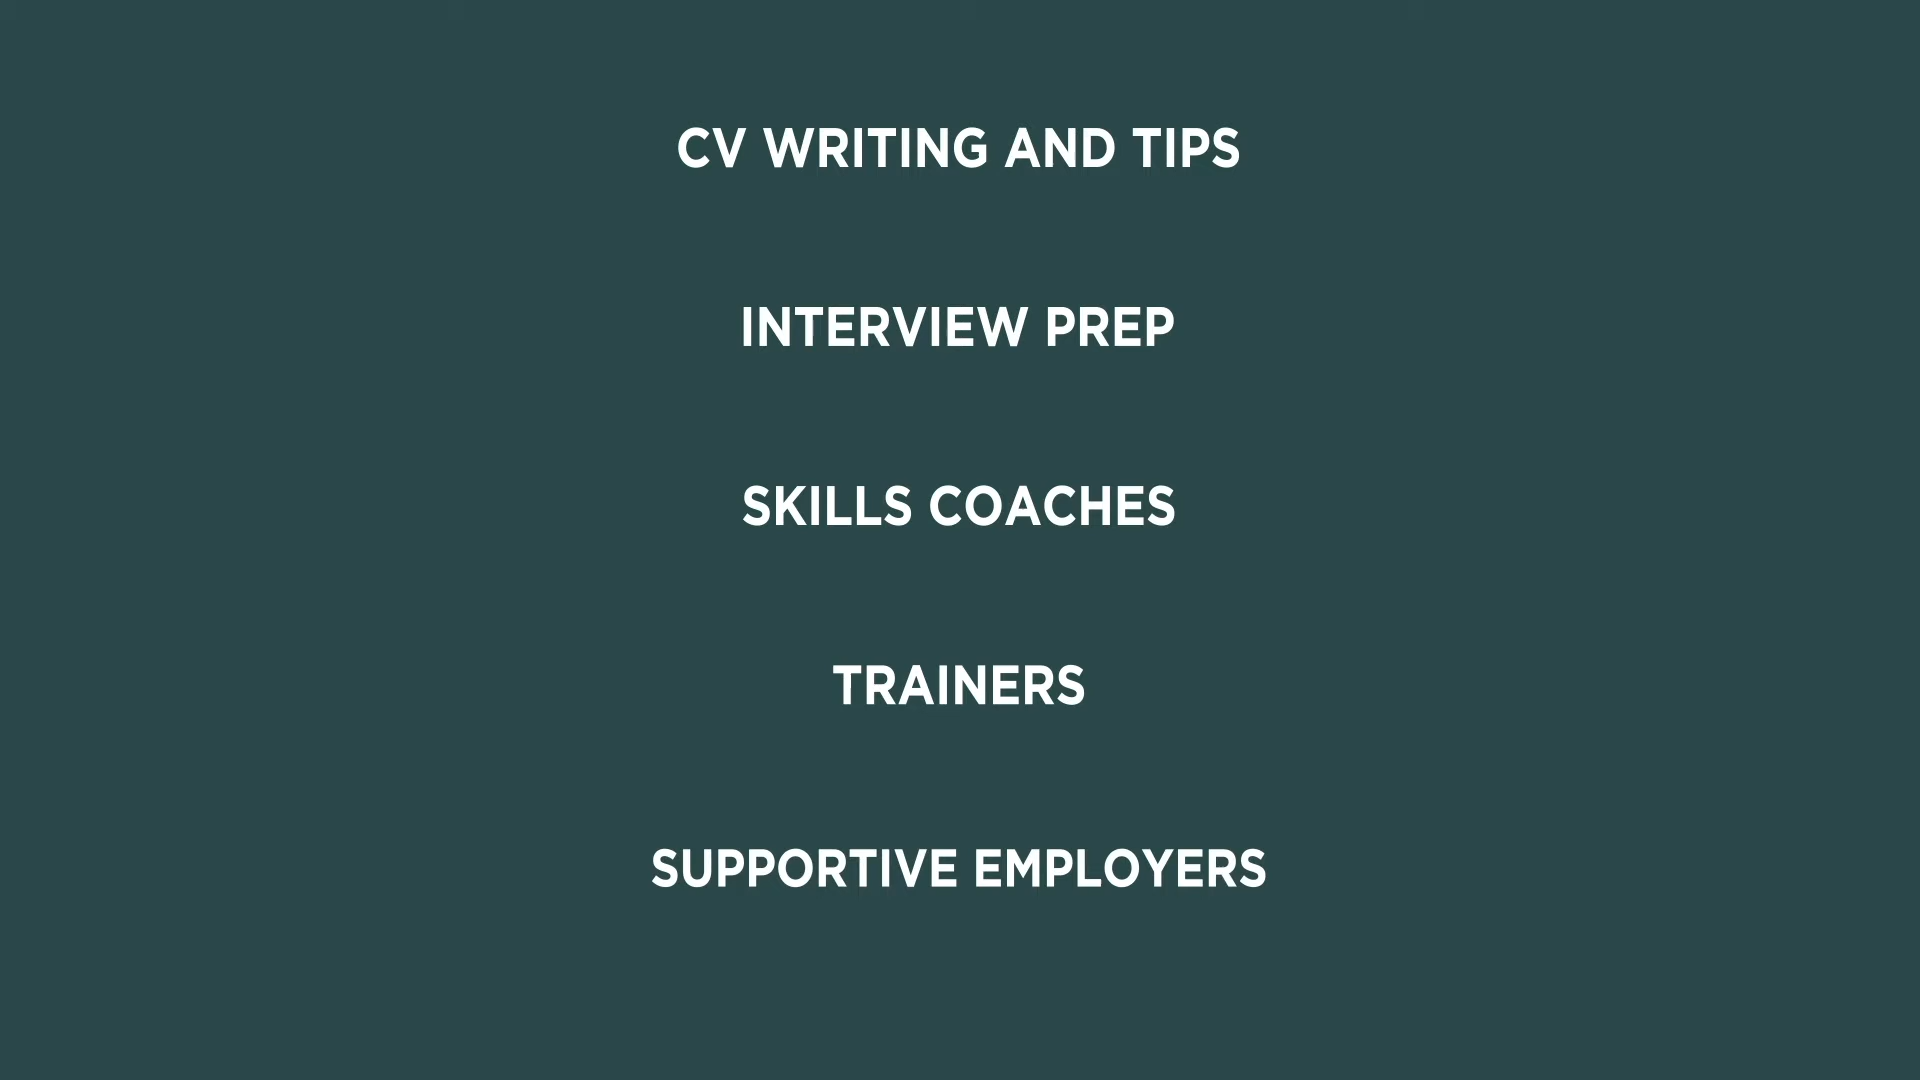 CV WRITING AND TIPS
INTERVIEW PREP
SKILLS COACHES
TRAINERS
SUPPORTIVE EMPLOYERS